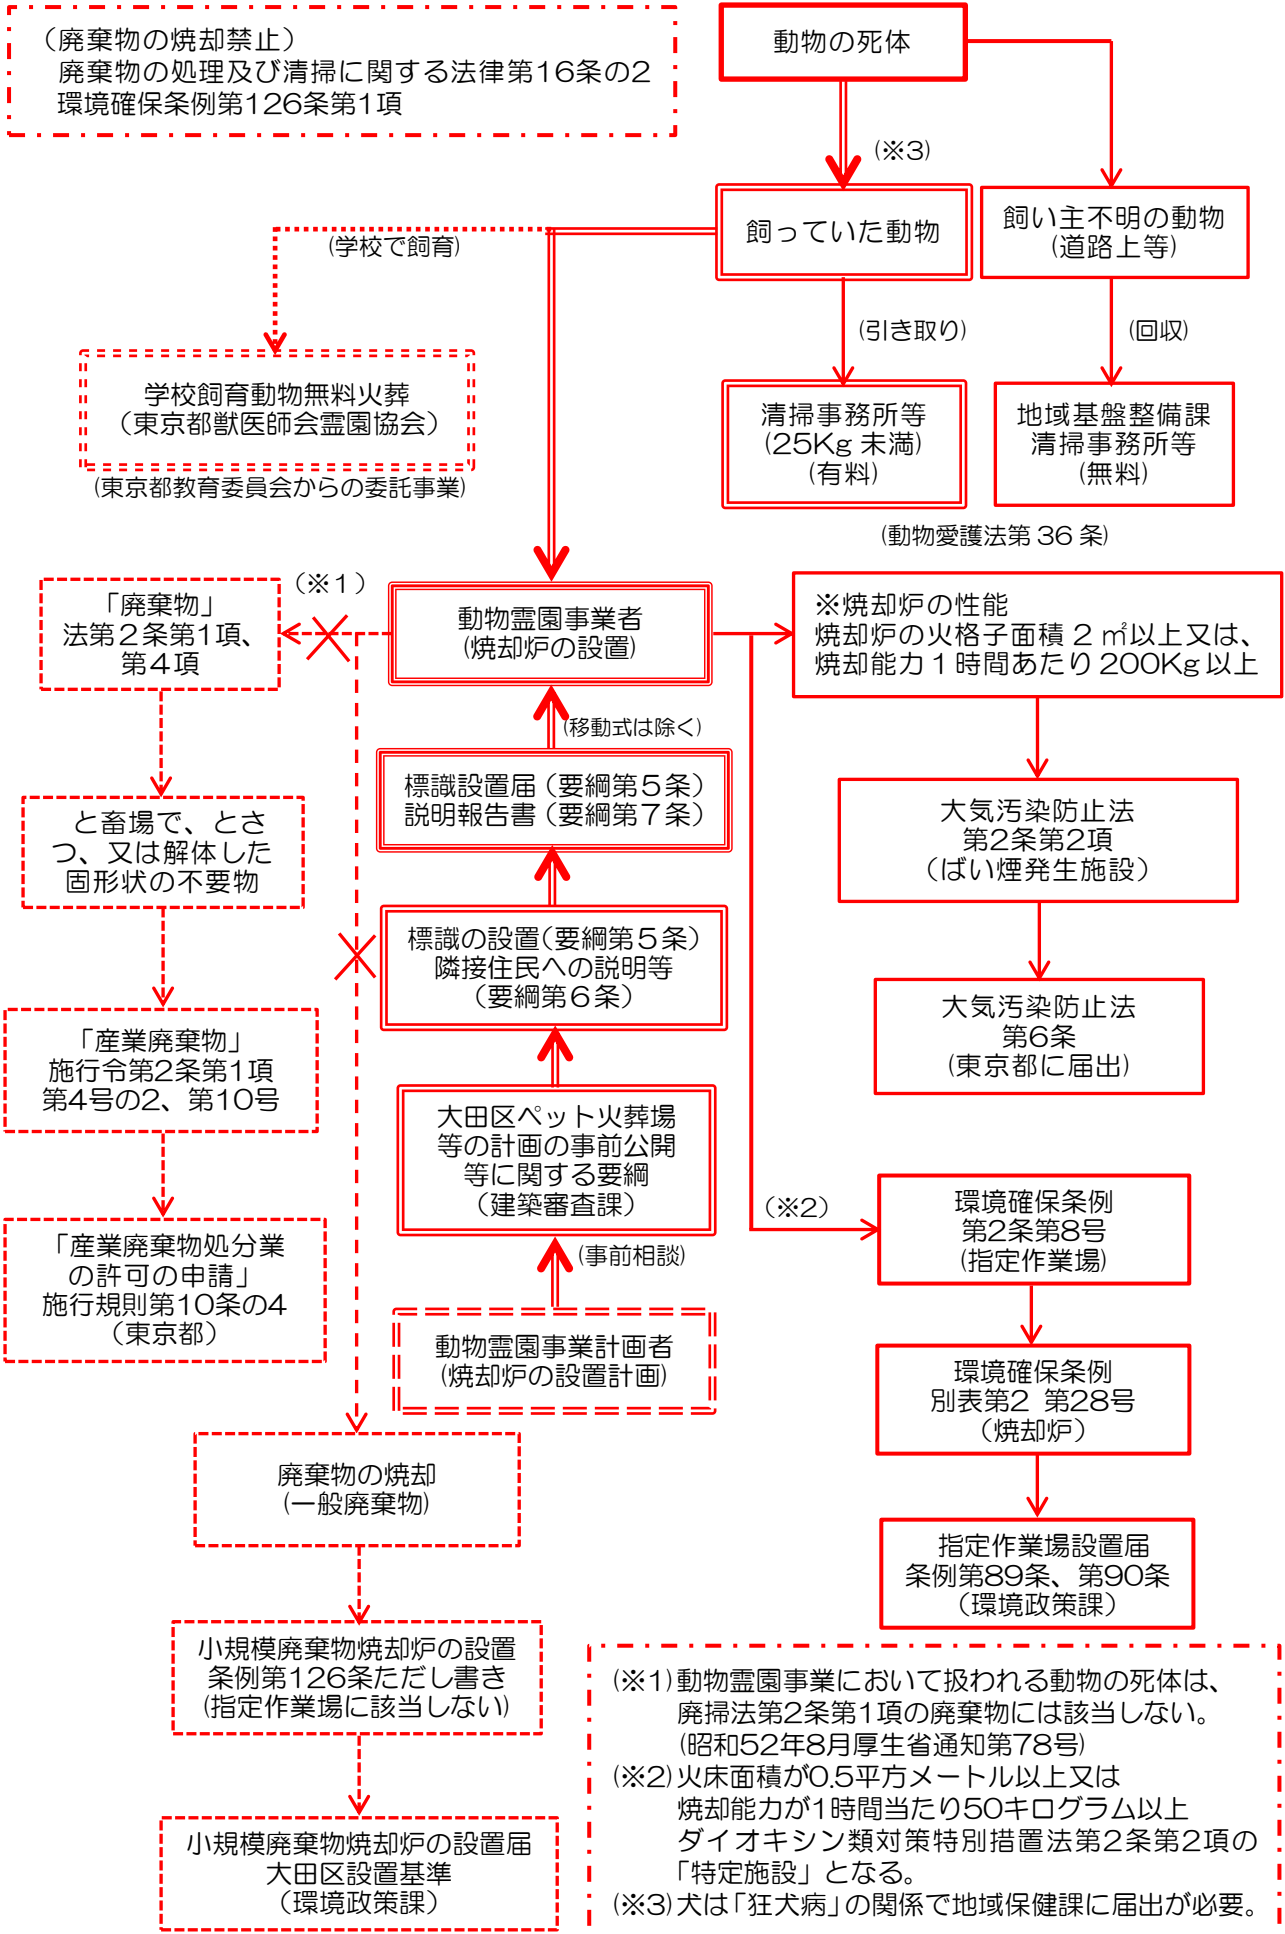 （廃棄物の焼却禁止）
廃棄物の処理及び清掃に関する法律第16条の2
環境確保条例第126条第1項
動物の死体
(※3)
飼っていた動物
飼い主不明の動物
(道路上等)
(学校で飼育)
(引き取り)
(回収)
学校飼育動物無料火葬
（東京都獣医師会霊園協会）
(東京都教育委員会からの委託事業)
清掃事務所等
(25Kg 未満)
(有料)
地域基盤整備課
清掃事務所等
(無料)
(動物愛護法第 36 条)
（※１）
「廃棄物」
法第２条第１項、
第４項
動物霊園事業者
(焼却炉の設置)
※焼却炉の性能
焼却炉の火格子面積 2 ㎡以上又は、
焼却能力１時間あたり 200Kg 以上
(移動式は除く)
標識設置届（要綱第５条）
説明報告書（要綱第７条）
と畜場で、とさ
つ、又は解体した
固形状の不要物
大気汚染防止法
第2条第２項
（ばい煙発生施設）
標識の設置（要綱第５条）
隣接住民への説明等
（要綱第６条）
大気汚染防止法
第6条
(東京都に届出)
「産業廃棄物」
施行令第2条第1項
第4号の2、第10号
大田区ペット火葬場
等の計画の事前公開
等に関する要綱
（建築審査課）
（※2）
環境確保条例
第2条第8号
(指定作業場)
(事前相談)
「産業廃棄物処分業
の許可の申請」
施行規則第10条の4
（東京都）
動物霊園事業計画者
(焼却炉の設置計画)
環境確保条例
別表第2 第28号
（焼却炉）
廃棄物の焼却
(一般廃棄物)
指定作業場設置届
条例第89条、第90条
（環境政策課）
小規模廃棄物焼却炉の設置
条例第126条ただし書き
(指定作業場に該当しない)
小規模廃棄物焼却炉の設置届
大田区設置基準
（環境政策課）
(※1)動物霊園事業において扱われる動物の死体は、
廃掃法第2条第1項の廃棄物には該当しない。
(昭和52年8月厚生省通知第78号)
(※2)火床面積が0.5平方メートル以上又は
焼却能力が1時間当たり50キログラム以上
ダイオキシン類対策特別措置法第2条第2項の
「特定施設」となる。
(※3)犬は「狂犬病」の関係で地域保健課に届出が必要。